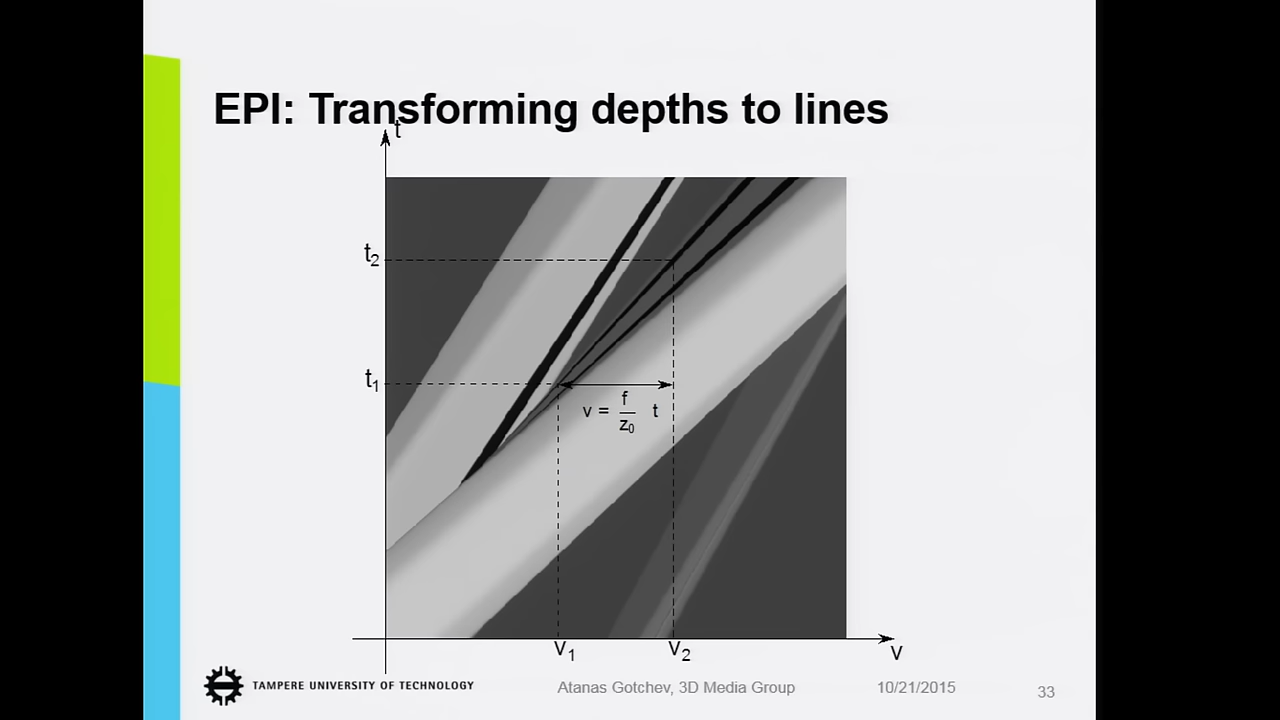 EPI: Transforming depths to lines
t
t₂
t₁
v = f/z₀ t
v₁
v₂
v
TAMPERE UNIVERSITY OF TECHNOLOGY
Atanas Gotchev, 3D Media Group
10/21/2015
33